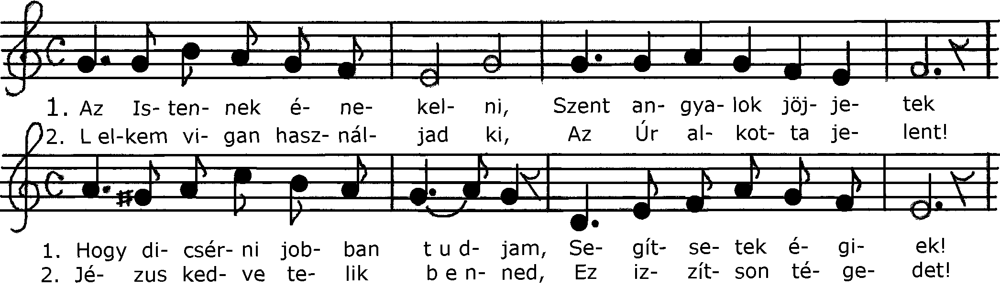 1. Az Is- ten- nek é- ne- kel- ni, Szent an- gya- lok jöj- je- tek
2. L el-kem vi- gan hasz- nál- jad ki, Az Úr al- kot- ta je- lent!
1. Hogy di- csér- ni job- ban t u d- jam, Se- gít- se- tek é- gi- ek!
2. Jé- zus ked- ve te- lik b e n- ned, Ez iz- zít- son té- ge- det!